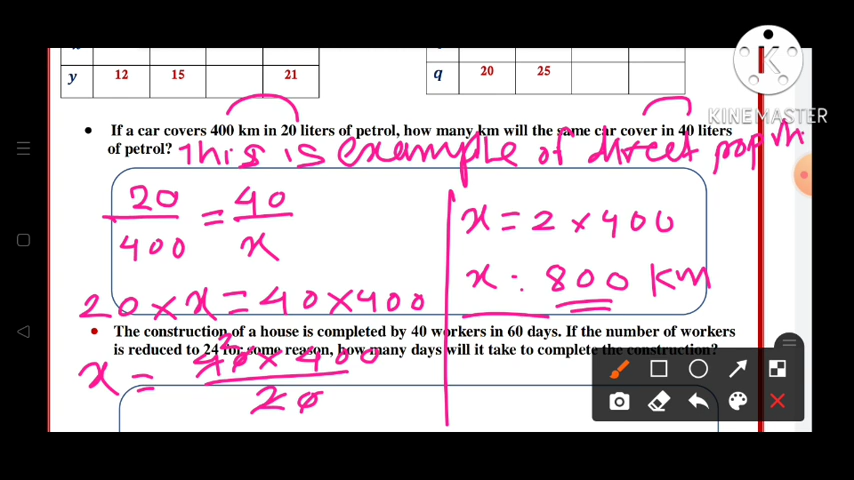 y 12 15 21
q 20 25
KINEMASTER
If a car covers 400 km in 20 liters of petrol, how many km will the same car cover in 40 liters
of petrol? This is example of direct
20/400 = 40/x
20 × x = 40 × 400
x = 40 × 400 / 20
x = 2 × 400
x = 800 Km
The construction of a house is completed by 40 workers in 60 days. If the number of workers
is reduced to 24 for some reason, how many days will it take to complete the construction?